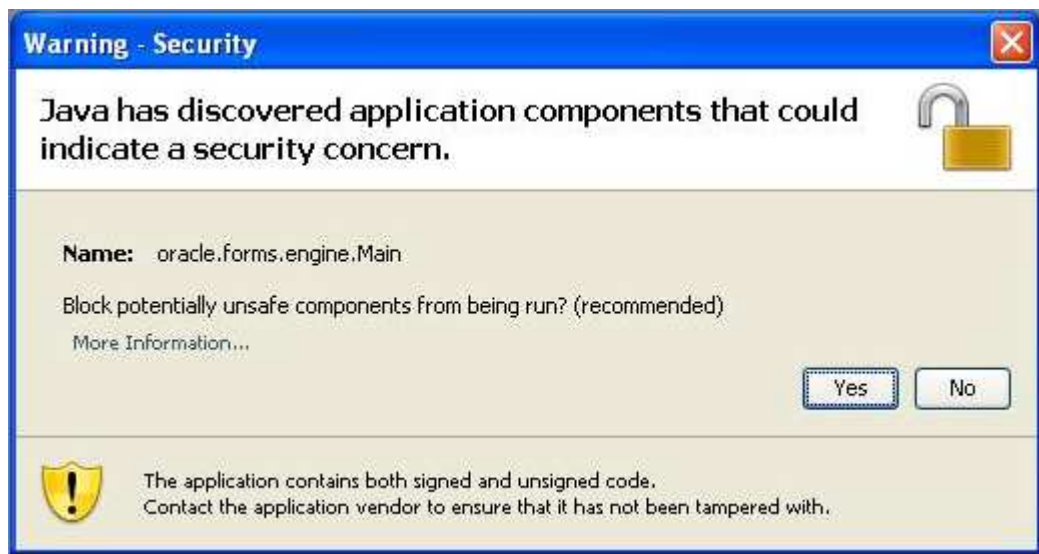 Warning - Security
Java has discovered application components that could
indicate a security concern.
Name: oracle.forms.engine.Main
Block potentially unsafe components from being run? (recommended)
More Information...
Yes No
The application contains both signed and unsigned code.
Contact the application vendor to ensure that it has not been tampered with.